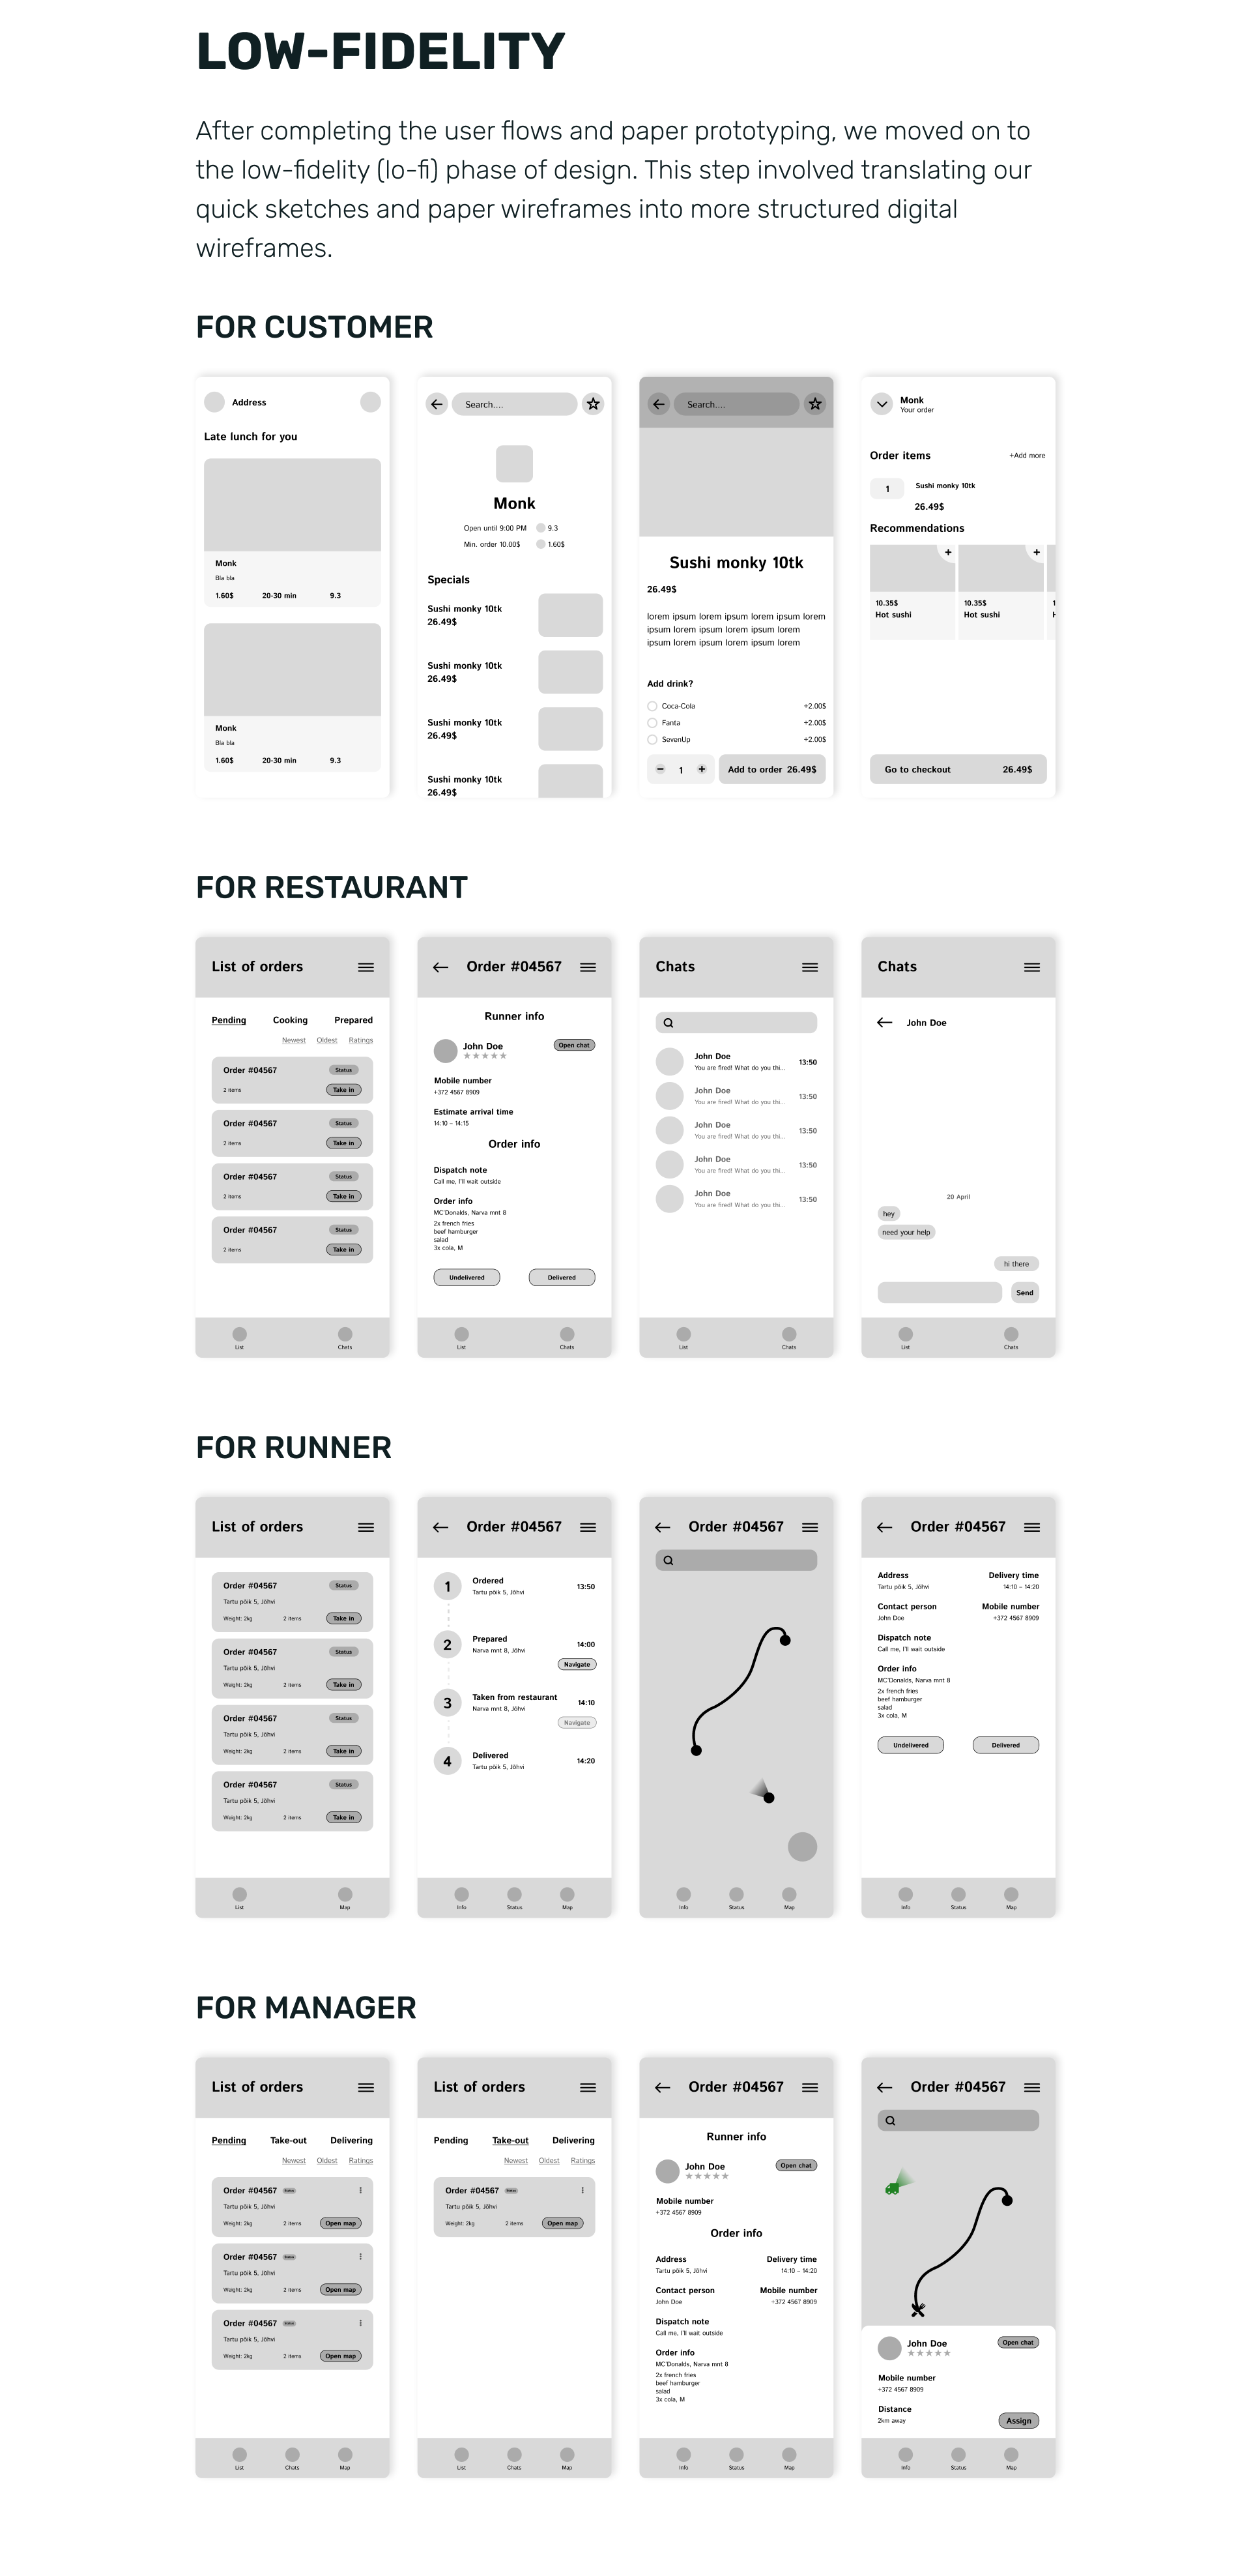 LOW-FIDELITY
After completing the user flows and paper prototyping, we moved on to
the low-fidelity (lo-fi) phase of design. This step involved translating our
quick sketches and paper wireframes into more structured digital
wireframes.
FOR CUSTOMER
Address
Late lunch for you
Monk
Bla bla
1.60$ 20-30 min 9.3
Monk
Bla bla
1.60$ 20-30 min 9.3
Search....
Monk
Open until 9:00 PM 9.3
Min. order 10.00$ 1.60$
Specials
Sushi monky 10tk
26.49$
Sushi monky 10tk
26.49$
Sushi monky 10tk
26.49$
Sushi monky 10tk
26.49$
Search....
Sushi monky 10tk
26.49$
lorem ipsum lorem ipsum lorem ipsum lorem
ipsum lorem ipsum lorem ipsum lorem
ipsum lorem ipsum lorem ipsum lorem
Add drink?
Coca-Cola +2.00$
Fanta +2.00$
SevenUp +2.00$
1 Add to order 26.49$
Monk
Your order
Order items +Add more
1 Sushi monky 10tk
26.49$
Recommendations
10.35$ 10.35$ 1
Hot sushi Hot sushi H
Go to checkout 26.49$
FOR RESTAURANT
List of orders
Pending Cooking Prepared
Newest Oldest Ratings
Order #04567 Status
2 items Take in
Order #04567 Status
2 items Take in
Order #04567 Status
2 items Take in
Order #04567 Status
2 items Take in
List Chats
Order #04567
Runner info
John Doe Open chat
Mobile number
+372 4567 8909
Estimate arrival time
14:10 - 14:15
Order info
Dispatch note
Call me, I'll wait outside
Order info
MC'Donalds, Narva mnt 8
2x french fries
beef hamburger
salad
3x cola, M
Undelivered Delivered
List Chats
Chats
John Doe
You are fired! What do you thi... 13:50
John Doe
You are fired! What do you thi... 13:50
John Doe
You are fired! What do you thi... 13:50
John Doe
You are fired! What do you thi... 13:50
John Doe
You are fired! What do you thi... 13:50
List Chats
Chats
John Doe
20 April
hey
need your help
hi there
Send
List Chats
FOR RUNNER
List of orders
Order #04567 Status
Tartu põik 5, Jõhvi
Weight: 2kg 2 items Take in
Order #04567 Status
Tartu põik 5, Jõhvi
Weight: 2kg 2 items Take in
Order #04567 Status
Tartu põik 5, Jõhvi
Weight: 2kg 2 items Take in
Order #04567 Status
Tartu põik 5, Jõhvi
Weight: 2kg 2 items Take in
List Map
Order #04567
1 Ordered 13:50
Tartu põik 5, Jõhvi
2 Prepared 14:00
Narva mnt 8, Jõhvi
Navigate
3 Taken from restaurant 14:10
Narva mnt 8, Jõhvi
Navigate
4 Delivered 14:20
Tartu põik 5, Jõhvi
Info Status Map
Order #04567
Info Status Map
Order #04567
Address Delivery time
Tartu põik 5, Jõhvi 14:10 - 14:20
Contact person Mobile number
John Doe +372 4567 8909
Dispatch note
Call me, I'll wait outside
Order info
MC'Donalds, Narva mnt 8
2x french fries
beef hamburger
salad
3x cola, M
Undelivered Delivered
Info Status Map
FOR MANAGER
List of orders
Pending Take-out Delivering
Newest Oldest Ratings
Order #04567 Status
Tartu põik 5, Jõhvi
Weight: 2kg 2 items Open map
Order #04567 Status
Tartu põik 5, Jõhvi
Weight: 2kg 2 items Open map
Order #04567 Status
Tartu põik 5, Jõhvi
Weight: 2kg 2 items Open map
List Chats Map
List of orders
Pending Take-out Delivering
Newest Oldest Ratings
Order #04567 Status
Tartu põik 5, Jõhvi
Weight: 2kg 2 items Open map
List Chats Map
Order #04567
Runner info
John Doe Open chat
Mobile number
+372 4567 8909
Order info
Address Delivery time
Tartu põik 5, Jõhvi 14:10 - 14:20
Contact person Mobile number
John Doe +372 4567 8909
Dispatch note
Call me, I'll wait outside
Order info
MC'Donalds, Narva mnt 8
2x french fries
beef hamburger
salad
3x cola, M
Info Status Map
Order #04567
John Doe Open chat
Mobile number
+372 4567 8909
Distance
2km away Assign
Info Status Map